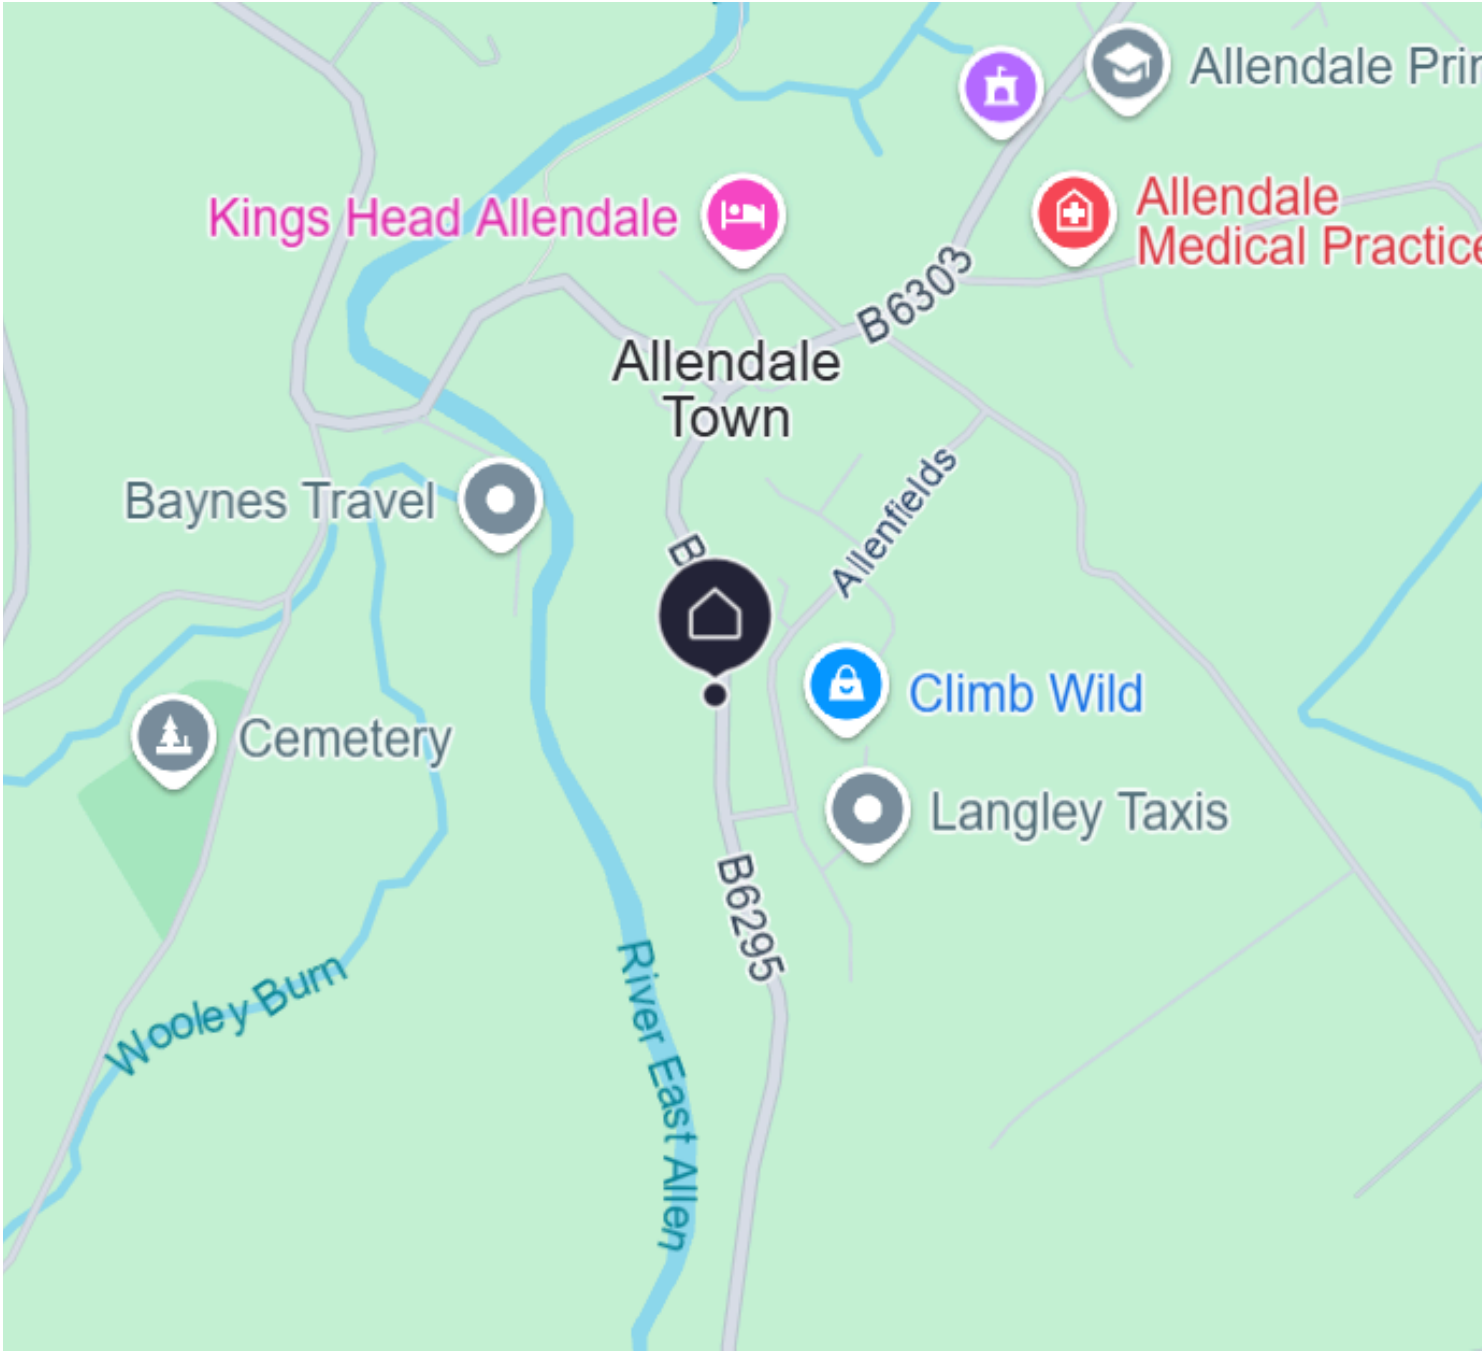 Allendale Prir
Allendale
Medical Practice
Kings Head Allendale
B6303
Allendale
Town
Allenfields
Baynes Travel
B
Climb Wild
Cemetery
Langley Taxis
B6295
Wooley Burn
River East Allen